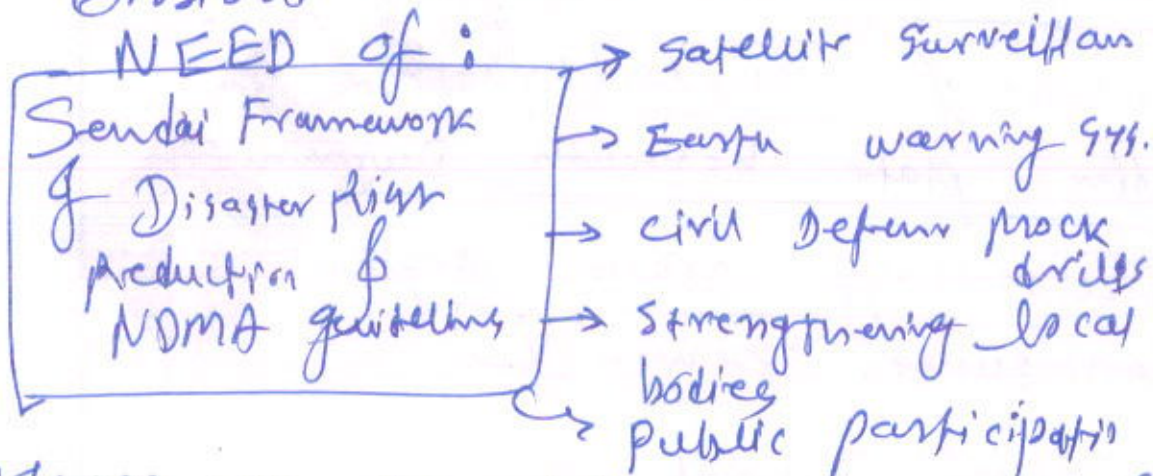 NEED of :
Sendai Framework
of Disaster Risk
Reduction &
NDMA guidelines
→ Satellite Surveillan
→ Early warning Sys.
→ civil Defence Mock
drills
→ Strengthening local
bodies
→ Public participatio